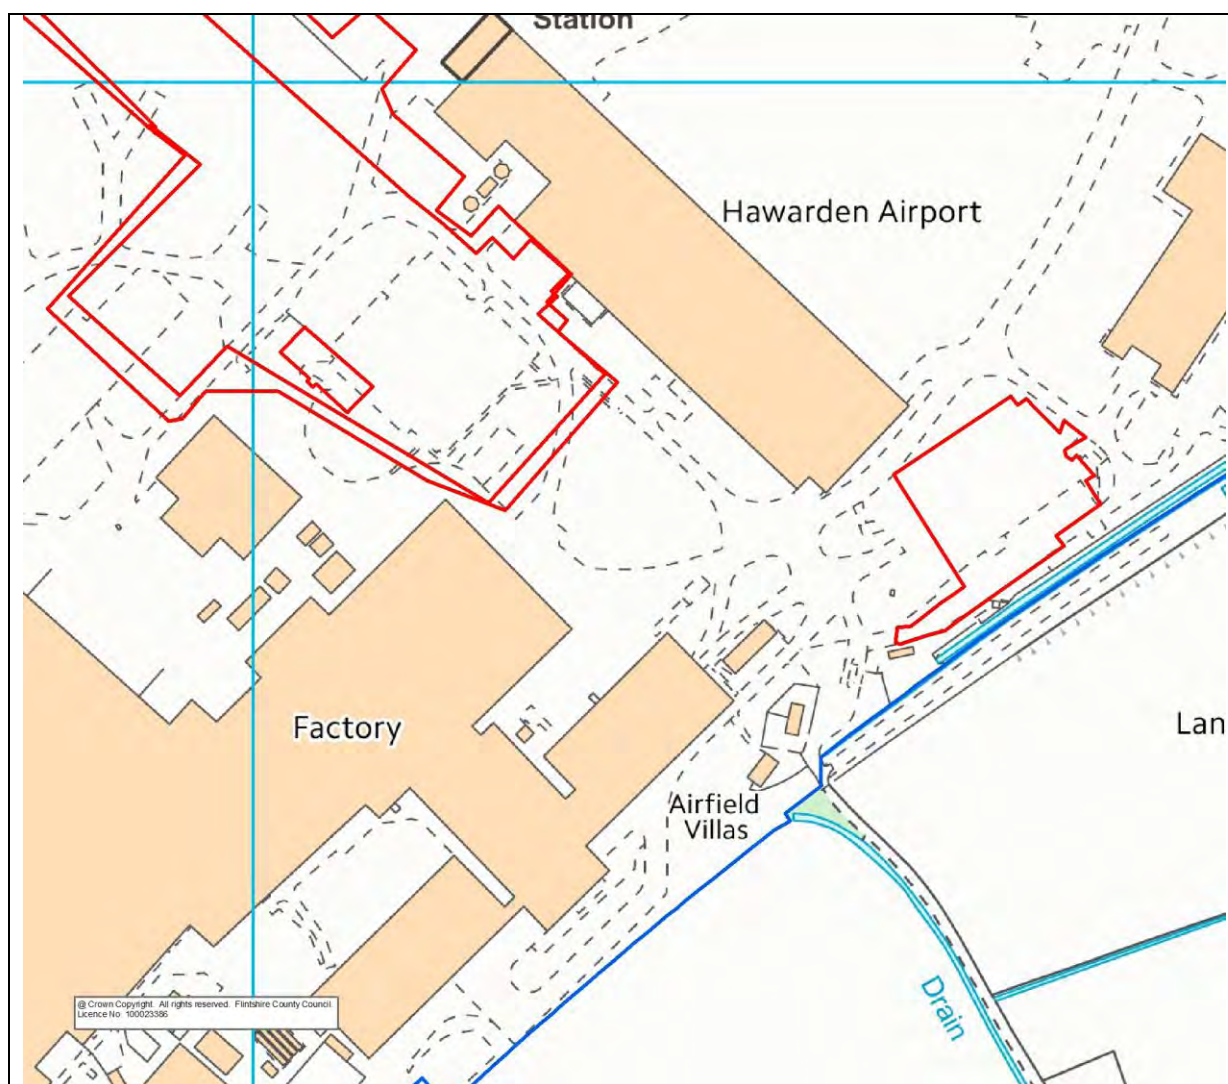 Station
Hawarden Airport
Factory
Lan
Airfield
Villas
Drain
@ Crown Copyright. All rights reserved. Flintshire County Council.
Licence No: 100023386